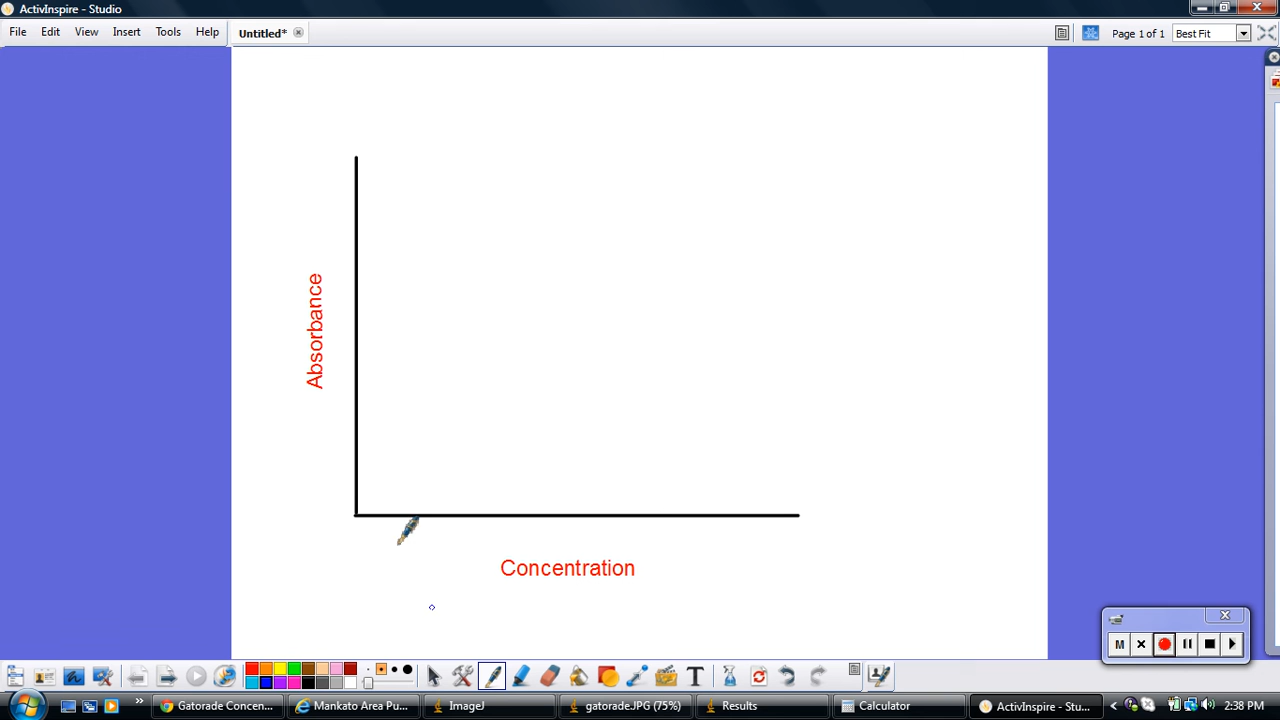 ActivInspire - Studio
File Edit View Insert Tools Help
Untitled*
Page 1 of 1
Best Fit
Absorbance
Concentration
M
T
Gatorade Concen...
Mankato Area Pu...
ImageJ
gatorade.JPG (75%)
Results
Calculator
ActivInspire - Stu...
2:38 PM